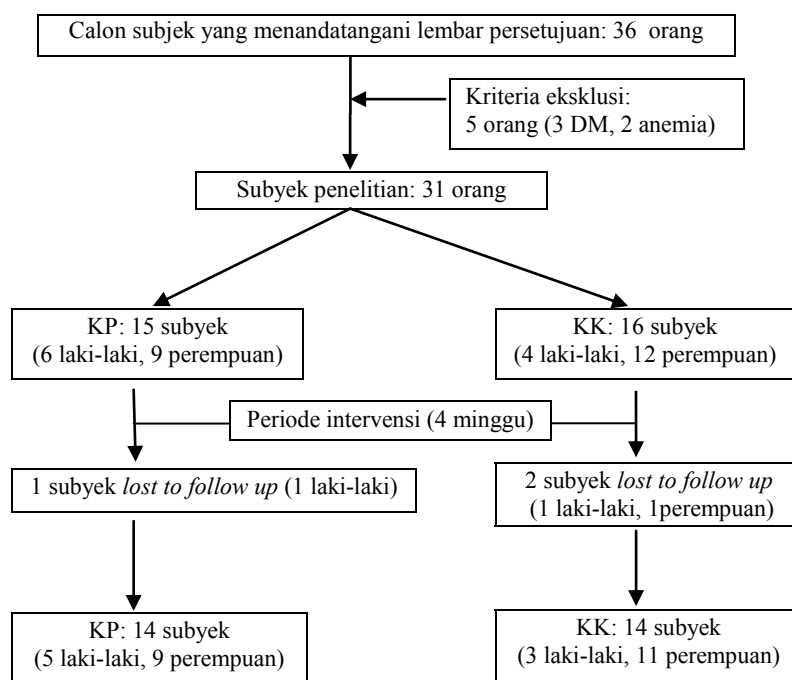 Calon subjek yang menandatangani lembar persetujuan: 36 orang
Kriteria eksklusi:
5 orang (3 DM, 2 anemia)
Subyek penelitian: 31 orang
KP: 15 subyek
(6 laki-laki, 9 perempuan)
KK: 16 subyek
(4 laki-laki, 12 perempuan)
Periode intervensi (4 minggu)
1 subyek lost to follow up (1 laki-laki)
2 subyek lost to follow up
(1 laki-laki, 1perempuan)
KP: 14 subyek
(5 laki-laki, 9 perempuan)
KK: 14 subyek
(3 laki-laki, 11 perempuan)